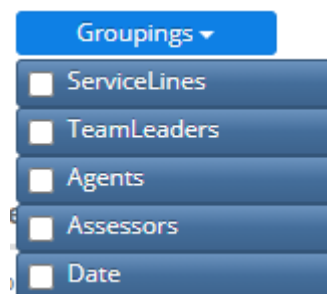 Groupings
ServiceLines
TeamLeaders
Agents
Assessors
Date